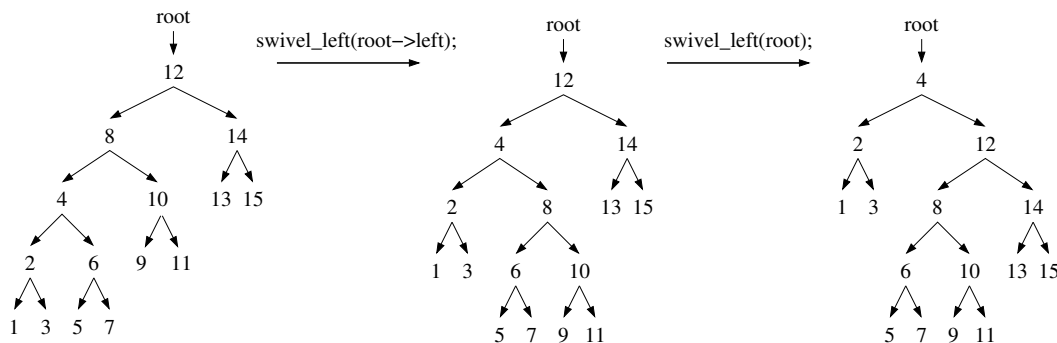 root
swivel_left(root->left);
root
swivel_left(root);
root
12
12
4
8 14
4 14
2 12
4 10 13 15
2 8 13 15
1 3 8 14
2 6 9 11
1 3 6 10
6 10 13 15
1 3 5 7
5 7 9 11
5 7 9 11